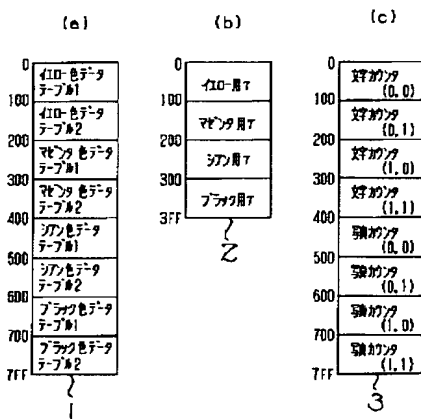 (a)
0
イエロー色データ
テーブル1
100
イエロー色データ
テーブル2
200
マゼンタ色データ
テーブル1
300
マゼンタ色データ
テーブル2
400
シアン色データ
テーブル1
500
シアン色データ
テーブル2
600
ブラック色データ
テーブル1
700
ブラック色データ
テーブル2
7FF
1
(b)
0
イエロー用γ
100
マゼンタ用γ
200
シアン用γ
300
ブラック用γ
3FF
2
(c)
0
文字カウンタ
(0.0)
100
文字カウンタ
(0.1)
200
文字カウンタ
(1.0)
300
文字カウンタ
(1.1)
400
写真カウンタ
(0.0)
500
写真カウンタ
(0.1)
600
写真カウンタ
(1.0)
700
写真カウンタ
(1.1)
7FF
3